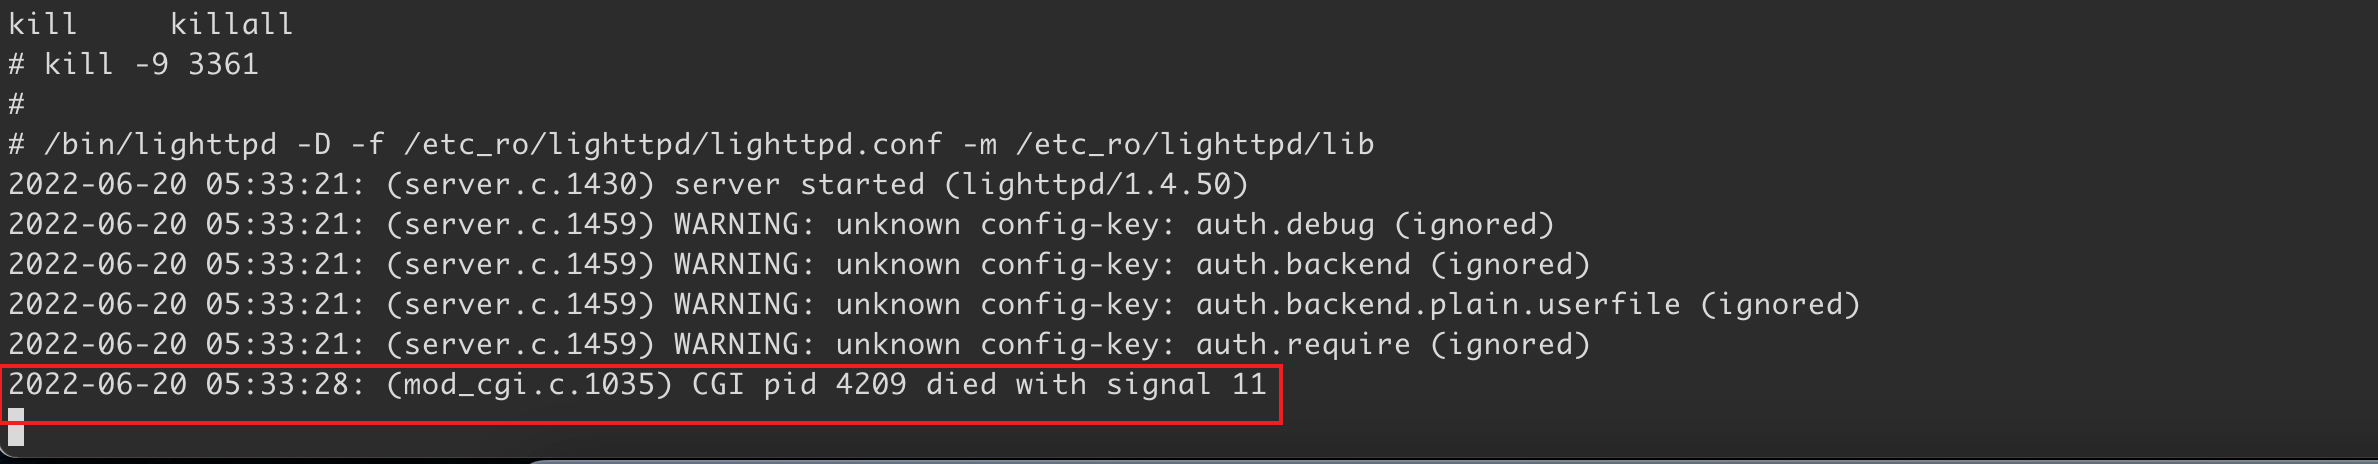 kill     killall
# kill -9 3361
#
# /bin/lighttpd -D -f /etc_ro/lighttpd/lighttpd.conf -m /etc_ro/lighttpd/lib
2022-06-20 05:33:21: (server.c.1430) server started (lighttpd/1.4.50)
2022-06-20 05:33:21: (server.c.1459) WARNING: unknown config-key: auth.debug (ignored)
2022-06-20 05:33:21: (server.c.1459) WARNING: unknown config-key: auth.backend (ignored)
2022-06-20 05:33:21: (server.c.1459) WARNING: unknown config-key: auth.backend.plain.userfile (ignored)
2022-06-20 05:33:21: (server.c.1459) WARNING: unknown config-key: auth.require (ignored)
2022-06-20 05:33:28: (mod_cgi.c.1035) CGI pid 4209 died with signal 11